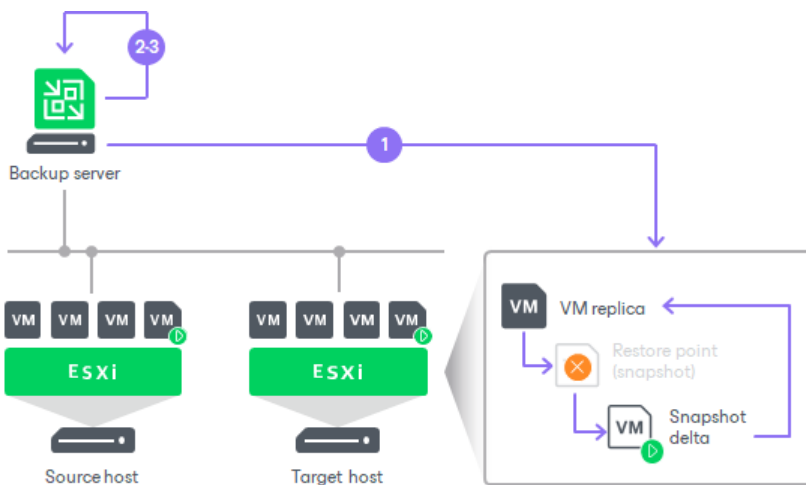 2-3
1
Backup server
VM VM VM VM
VM VM VM VM
ESXi
ESXi
Source host
Target host
VM
VM replica
Restore point
(snapshot)
VM
Snapshot
delta